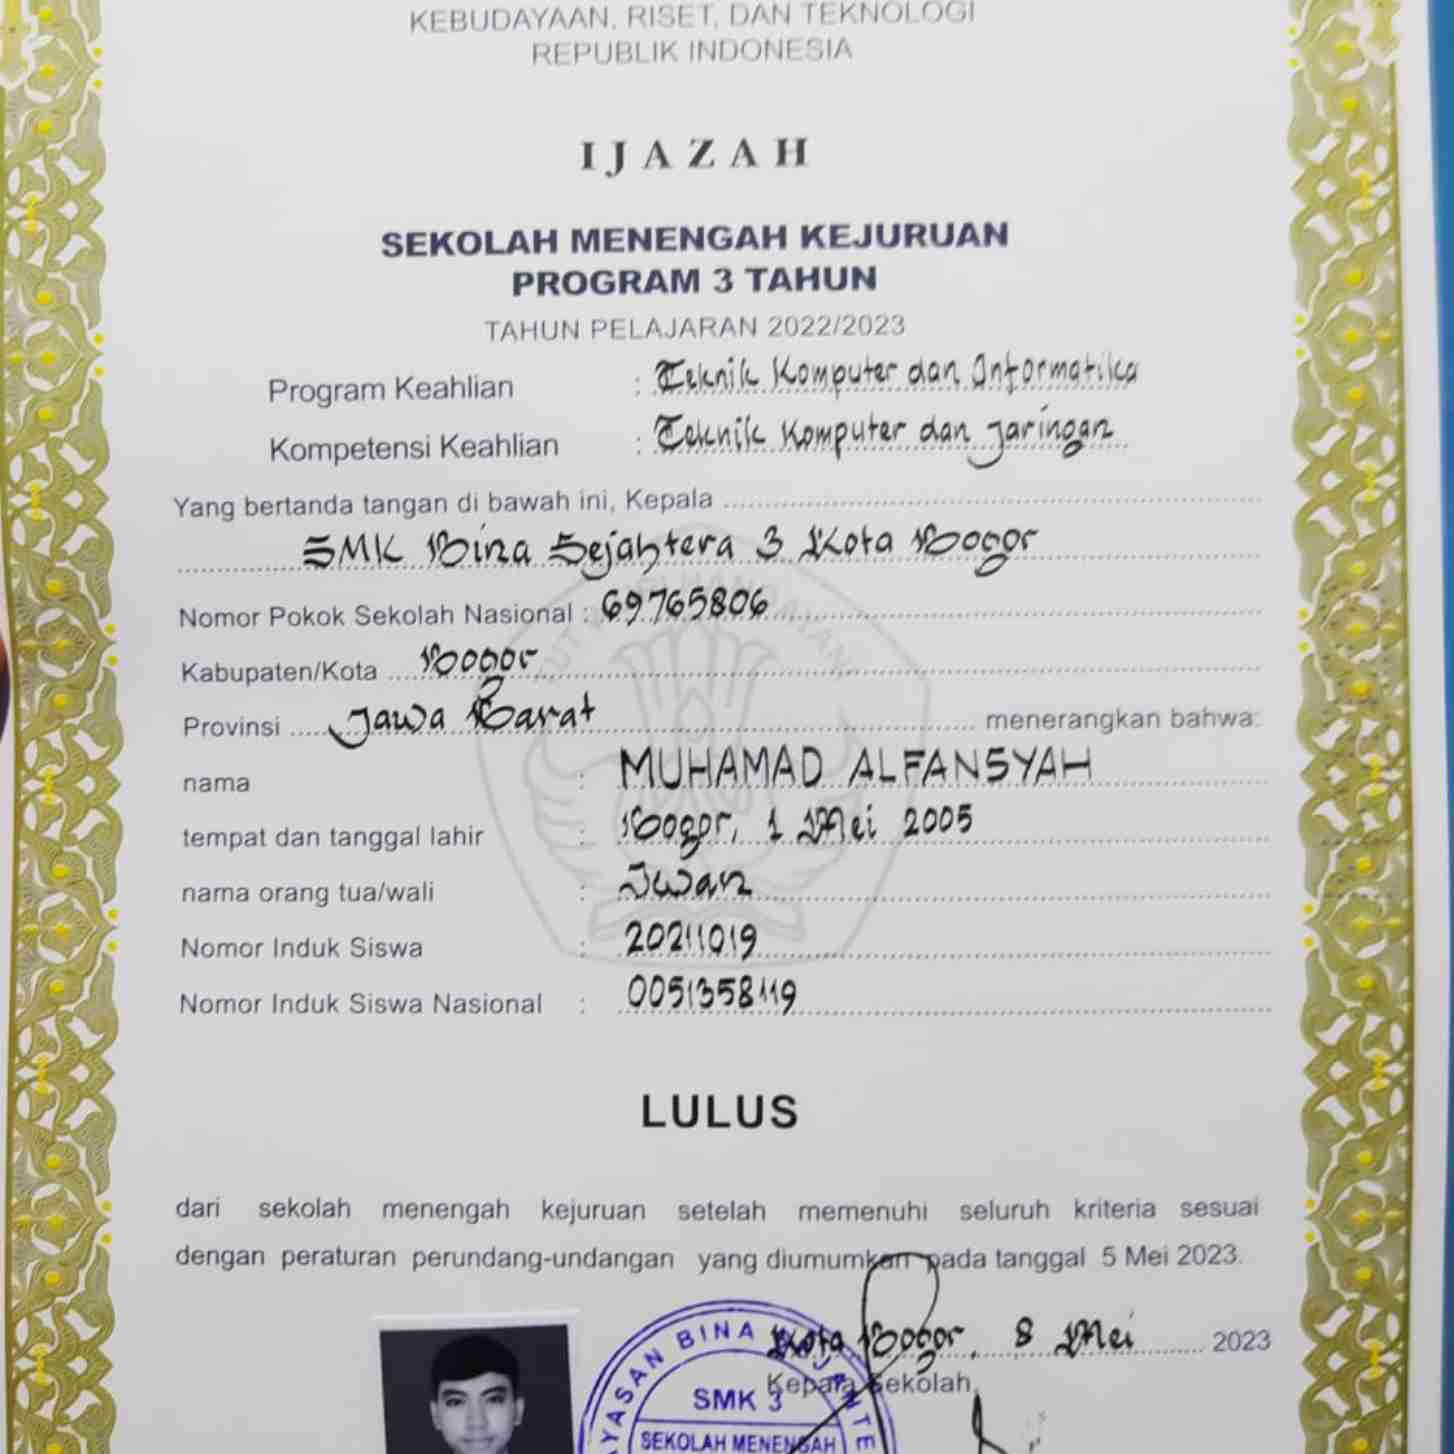 KEBUDAYAAN, RISET, DAN TEKNOLOGI
REPUBLIK INDONESIA
IJAZAH
SEKOLAH MENENGAH KEJURUAN
PROGRAM 3 TAHUN
TAHUN PELAJARAN 2022/2023
Program Keahlian : Teknik Komputer dan Informatika
Kompetensi Keahlian : Teknik Komputer dan Jaringan
Yang bertanda tangan di bawah ini, Kepala
SMK Bina Sejahtera 3 Kota Bogor
Nomor Pokok Sekolah Nasional : 69765806
Kabupaten/Kota Bogor
Provinsi Jawa Barat menerangkan bahwa:
nama : MUHAMAD ALFANSYAH
tempat dan tanggal lahir : Bogor, 1 Mei 2005
nama orang tua/wali : Iwan
Nomor Induk Siswa : 20211019
Nomor Induk Siswa Nasional : 0051358119
LULUS
dari sekolah menengah kejuruan setelah memenuhi seluruh kriteria sesuai
dengan peraturan perundang-undangan yang diumumkan pada tanggal 5 Mei 2023.
Kota Bogor, 8 Mei 2023
Kepala Sekolah,
YAYASAN BINA
SMK 3
SEKOLAH MENENGAH